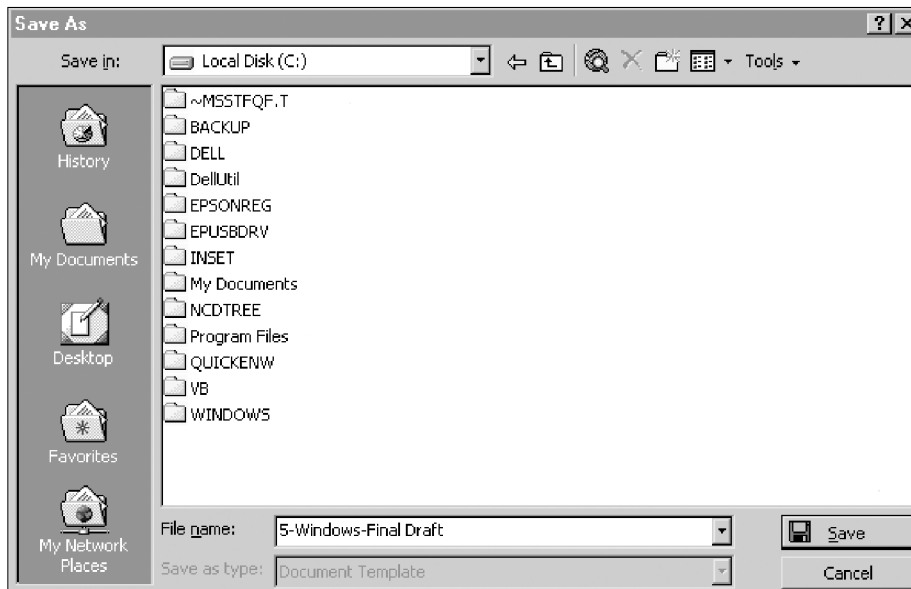 Save As
Save in:
Local Disk (C:)
Tools
History
My Documents
Desktop
Favorites
My Network
Places
~MSSTFQF.T
BACKUP
DELL
DellUtil
EPSONREG
EPUSBDRV
INSET
My Documents
NCDTREE
Program Files
QUICKENW
VB
WINDOWS
File name:
5-Windows-Final Draft
Save
Save as type:
Document Template
Cancel